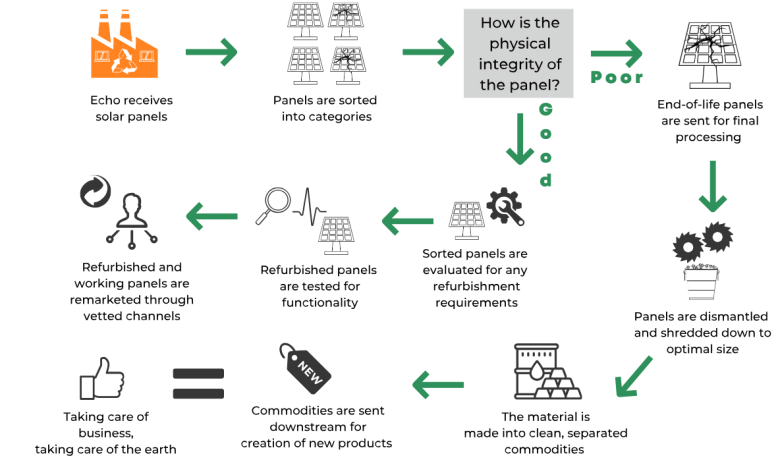 Echo receives
solar panels
Panels are sorted
into categories
How is the
physical
integrity of
the panel?
Poor
Good
End-of-life panels
are sent for final
processing
Refurbished and
working panels are
remarketed through
vetted channels
Refurbished panels
are tested for
functionality
Sorted panels are
evaluated for any
refurbishment
requirements
Panels are dismantled
and shredded down to
optimal size
Taking care of
business,
taking care of the earth
NEW
Commodities are sent
downstream for
creation of new products
The material is
made into clean, separated
commodities